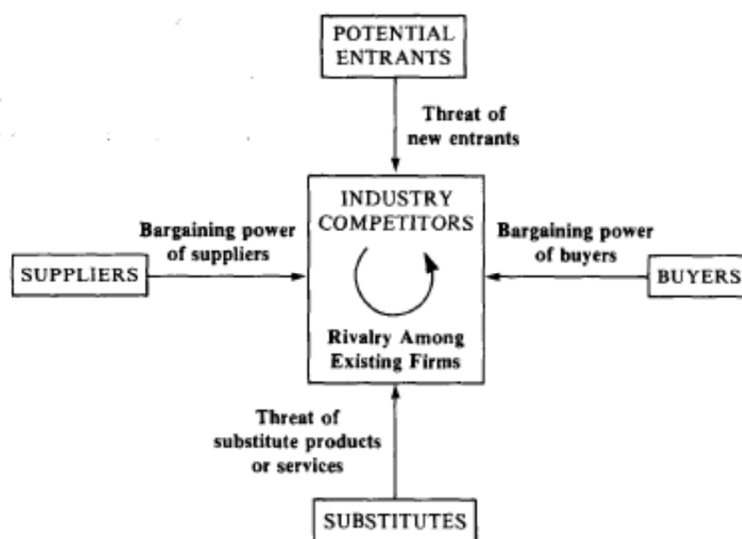 POTENTIAL
ENTRANTS
Threat of
new entrants
INDUSTRY
COMPETITORS
Bargaining power
of suppliers
SUPPLIERS
Bargaining power
of buyers
BUYERS
Rivalry Among
Existing Firms
Threat of
substitute products
or services
SUBSTITUTES